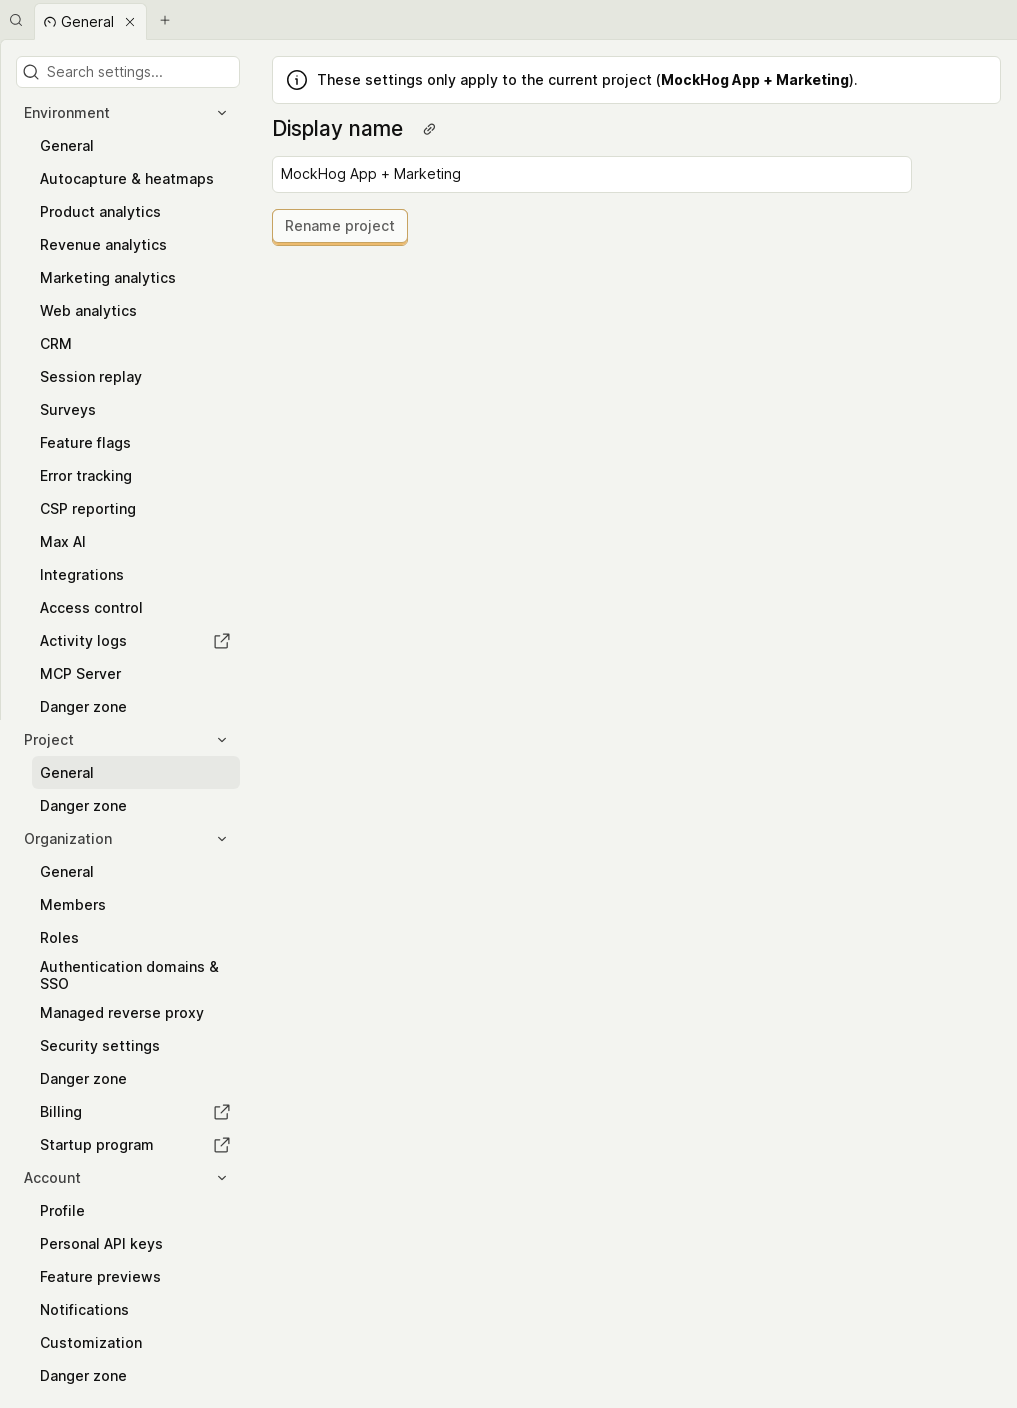 General
Search settings...
Environment
General
Autocapture & heatmaps
Product analytics
Revenue analytics
Marketing analytics
Web analytics
CRM
Session replay
Surveys
Feature flags
Error tracking
CSP reporting
Max AI
Integrations
Access control
Activity logs
MCP Server
Danger zone
Project
General
Danger zone
Organization
General
Members
Roles
Authentication domains &
SSO
Managed reverse proxy
Security settings
Danger zone
Billing
Startup program
Account
Profile
Personal API keys
Feature previews
Notifications
Customization
Danger zone
These settings only apply to the current project (MockHog App + Marketing).
Display name
MockHog App + Marketing
Rename project